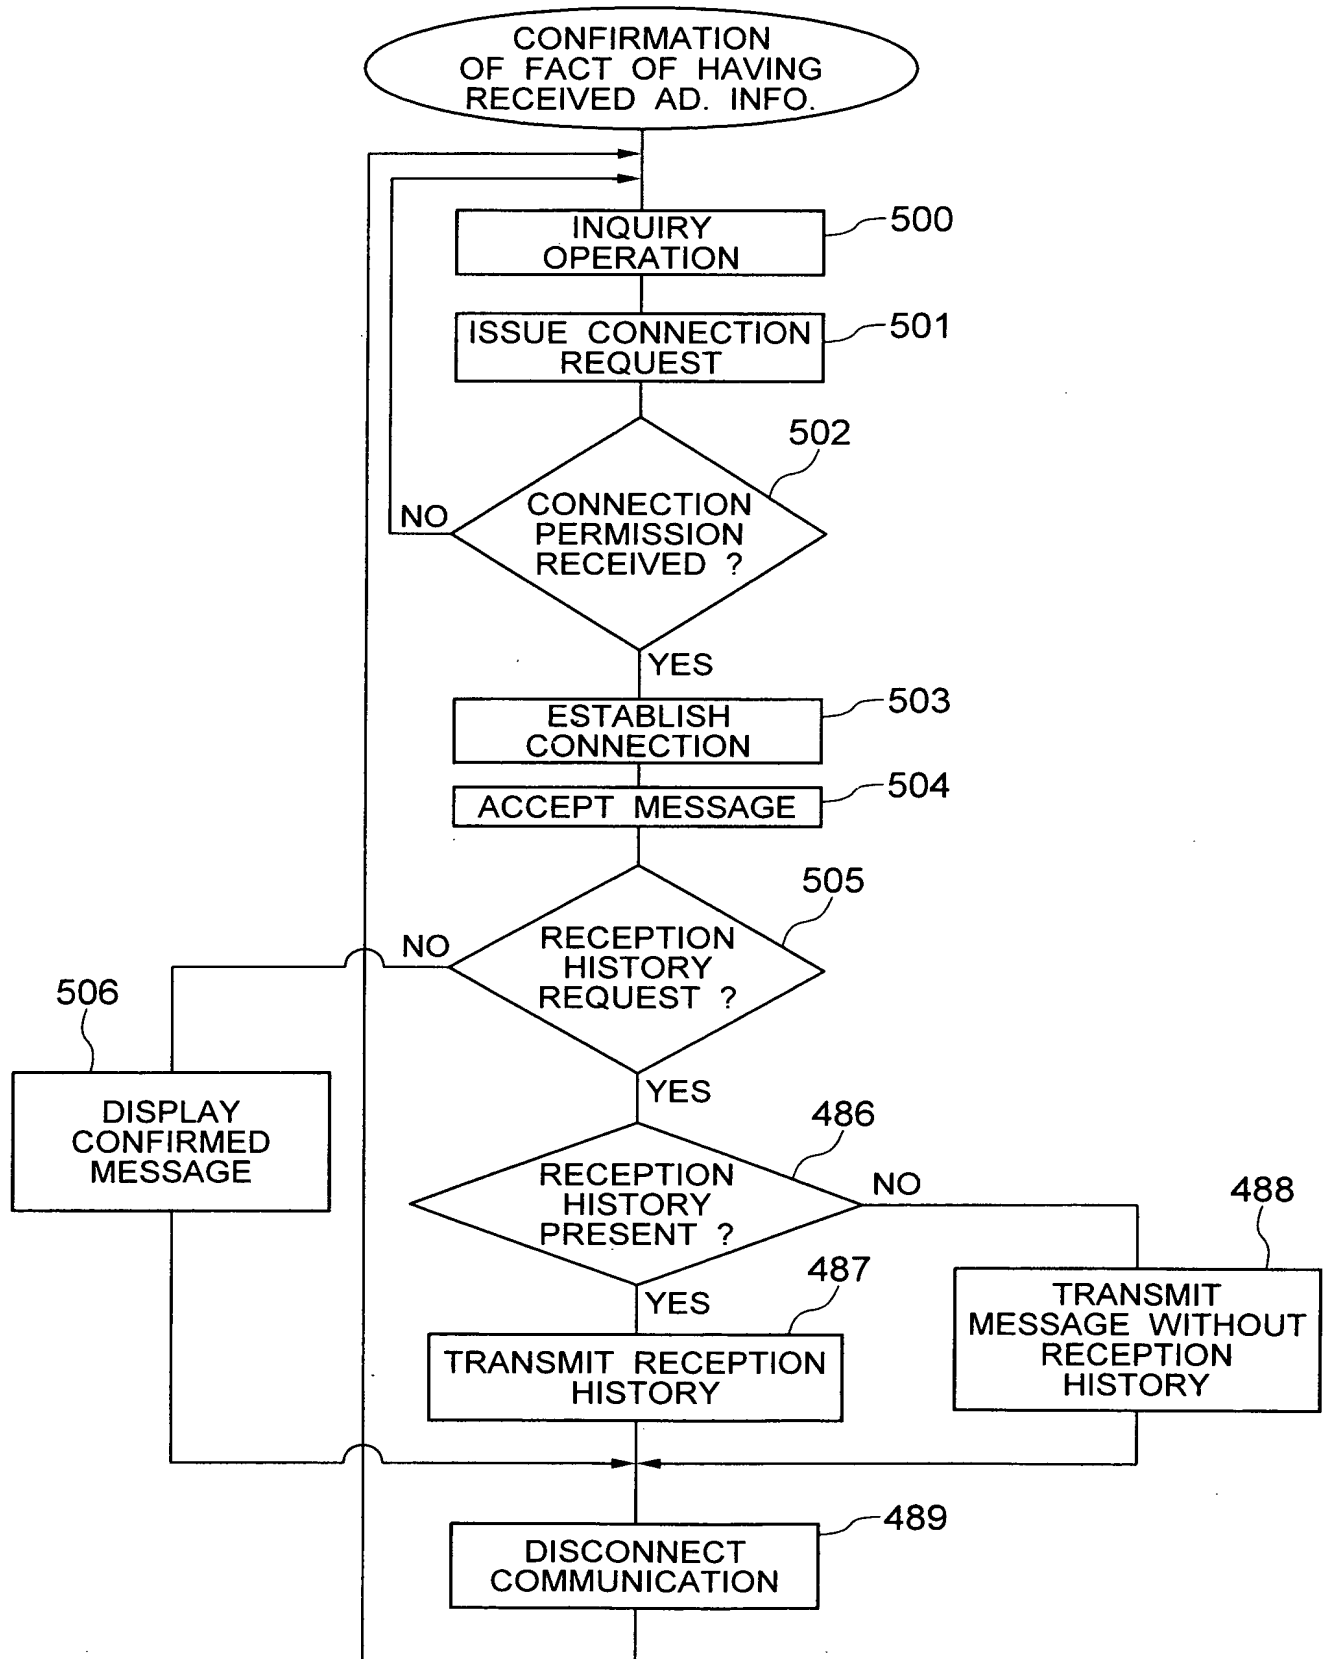 CONFIRMATION
OF FACT OF HAVING
RECEIVED AD. INFO.
INQUIRY
OPERATION
500
ISSUE CONNECTION
REQUEST
501
502
CONNECTION
PERMISSION
RECEIVED ?
NO
YES
ESTABLISH
CONNECTION
503
ACCEPT MESSAGE
504
505
RECEPTION
HISTORY
REQUEST ?
NO
YES
506
DISPLAY
CONFIRMED
MESSAGE
486
RECEPTION
HISTORY
PRESENT ?
NO
YES
488
TRANSMIT
MESSAGE WITHOUT
RECEPTION
HISTORY
487
TRANSMIT RECEPTION
HISTORY
489
DISCONNECT
COMMUNICATION